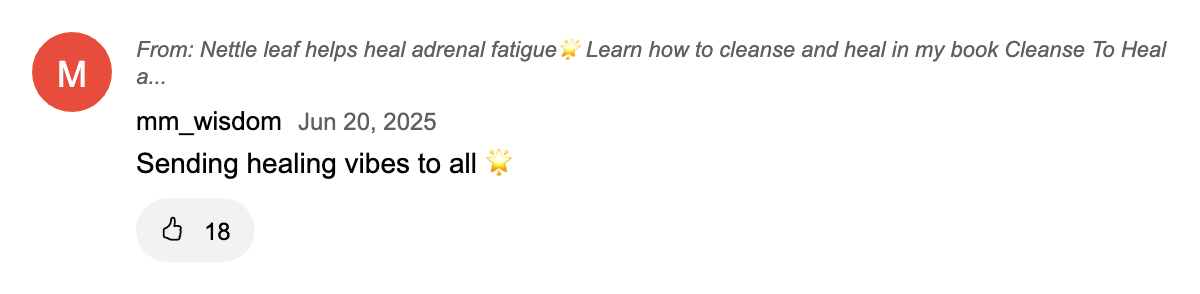 M
From: Nettle leaf helps heal adrenal fatigue🌟 Learn how to cleanse and heal in my book Cleanse To Heal
a...
mm_wisdom Jun 20, 2025
Sending healing vibes to all 🌟
18